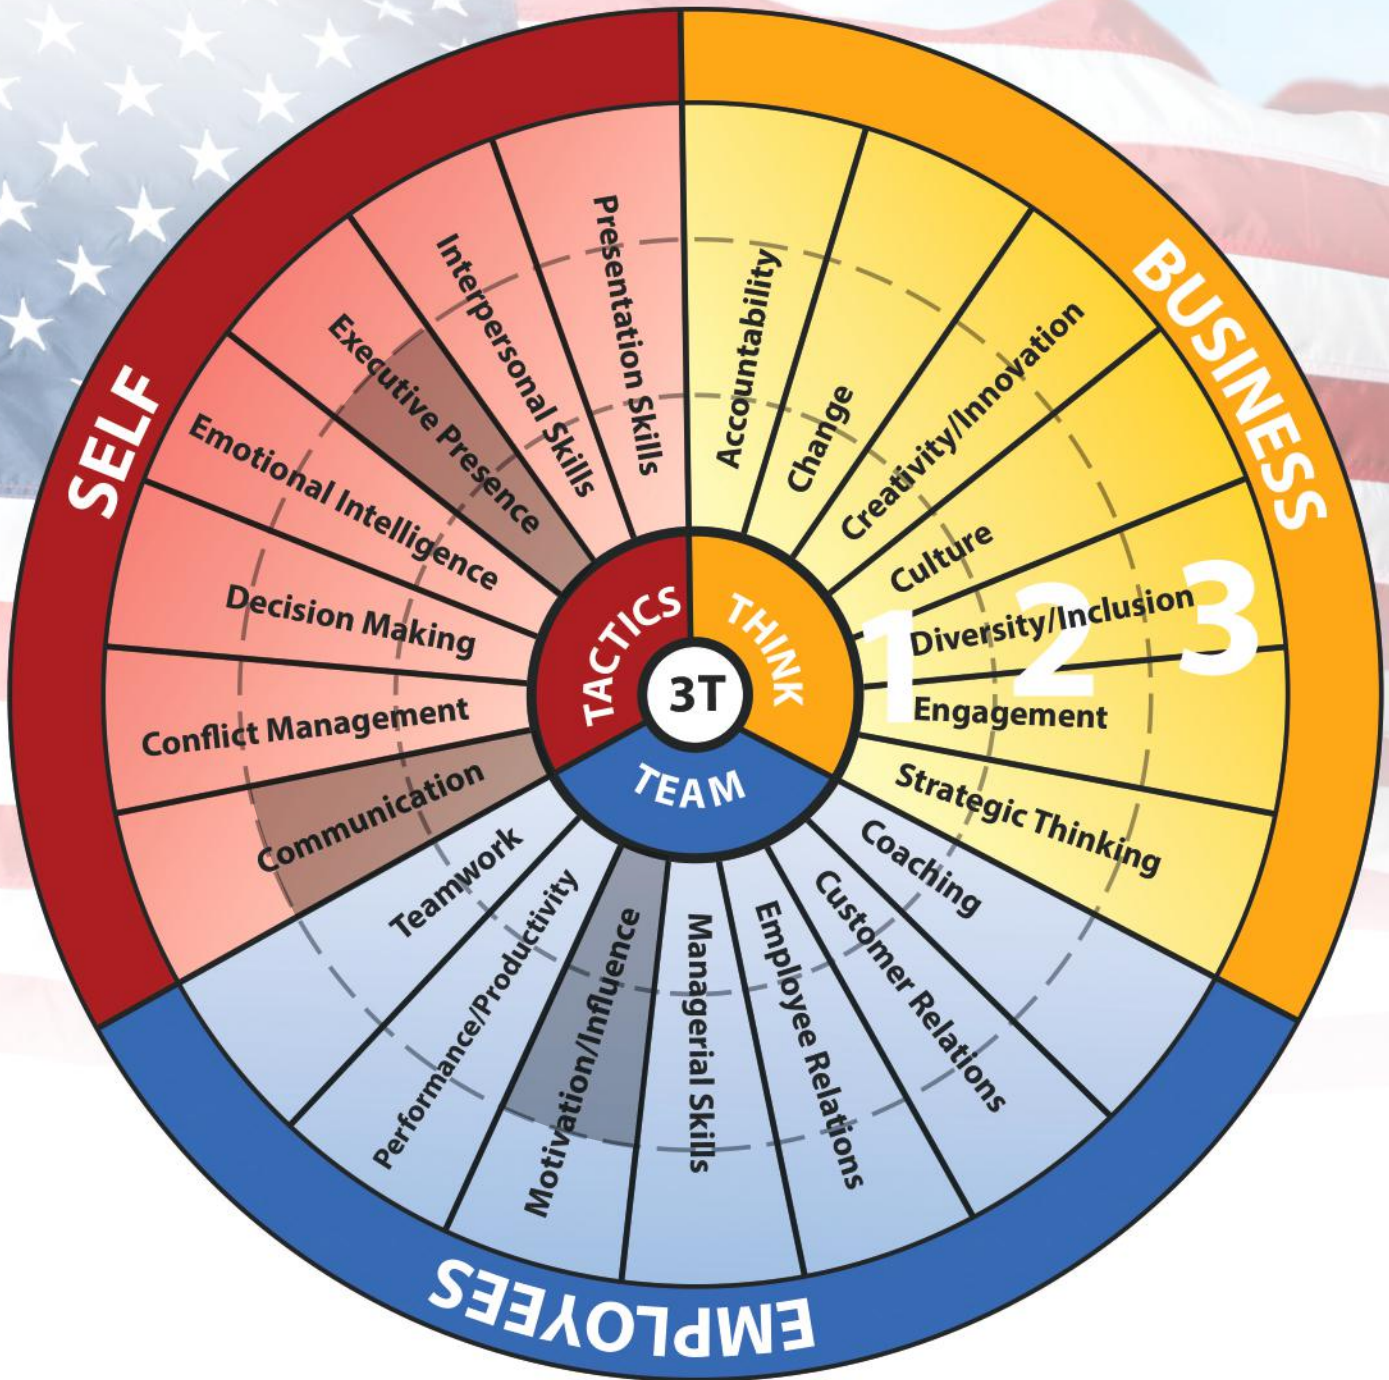 SELF
BUSINESS
EMPLOYEES
TACTICS
THINK
TEAM
3T
1
2
3
Accountability
Change
Creativity/Innovation
Culture
Diversity/Inclusion
Engagement
Strategic Thinking
Coaching
Customer Relations
Employee Relations
Managerial Skills
Motivation/Influence
Performance/Productivity
Teamwork
Communication
Conflict Management
Decision Making
Emotional Intelligence
Executive Presence
Interpersonal Skills
Presentation Skills